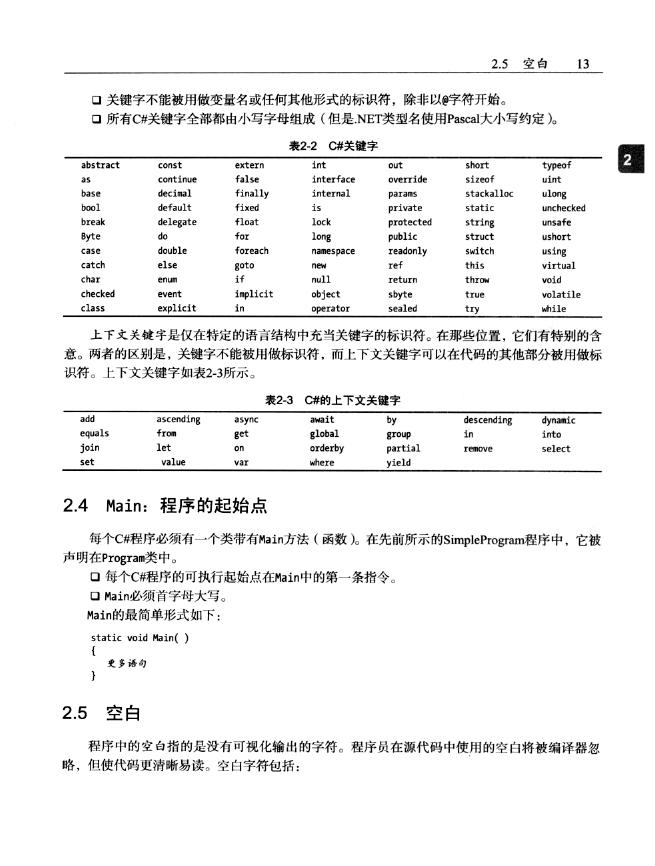 2.5 空白 13
❑ 关键字不能被用做变量名或任何其他形式的标识符，除非以@字符开始。
❑ 所有C#关键字全部都由小写字母组成（但是.NET类型名使用Pascal大小写约定）。
表2-2 C#关键字
2
abstract const extern int out short typeof
as continue false interface override sizeof uint
base decimal finally internal params stackalloc ulong
bool default fixed is private static unchecked
break delegate float lock protected string unsafe
Byte do for long public struct ushort
case double foreach namespace readonly switch using
catch else goto new ref this virtual
char enum if null return throw void
checked event implicit object sbyte true volatile
class explicit in operator sealed try while
上下文关键字是仅在特定的语言结构中充当关键字的标识符。在那些位置，它们有特别的含
意。两者的区别是，关键字不能被用做标识符，而上下文关键字可以在代码的其他部分被用做标
识符。上下文关键字如表2-3所示。
表2-3 C#的上下文关键字
add ascending async await by descending dynamic
equals from get global group in into
join let on orderby partial remove select
set value var where yield
2.4 Main：程序的起始点
每个C#程序必须有一个类带有Main方法（函数）。在先前所示的SimpleProgram程序中，它被
声明在Program类中。
❑ 每个C#程序的可执行起始点在Main中的第一条指令。
❑ Main必须首字母大写。
Main的最简单形式如下：
static void Main( )
{
更多语句
}
2.5 空白
程序中的空白指的是没有可视化输出的字符。程序员在源代码中使用的空白将被编译器忽
略，但使代码更清晰易读。空白字符包括：